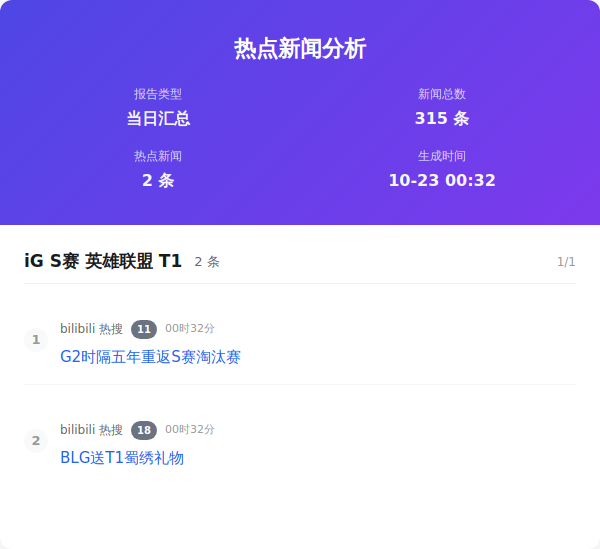 热点新闻分析
报告类型
新闻总数
当日汇总
315 条
热点新闻
生成时间
2 条
10-23 00:32
iG S赛 英雄联盟 T1 2 条 1/1
1
bilibili 热搜 11 00时32分
G2时隔五年重返S赛淘汰赛
2
bilibili 热搜 18 00时32分
BLG送T1蜀绣礼物